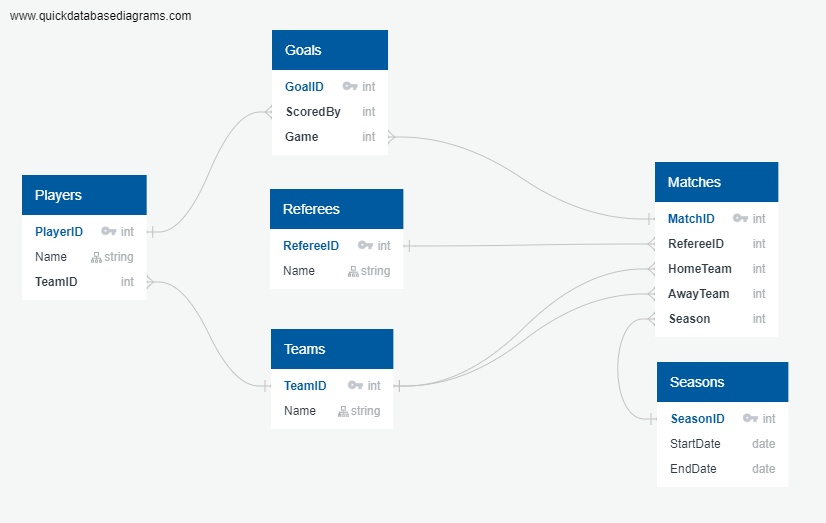 www.quickdatabasediagrams.com
Goals
GoalID int
ScoredBy int
Game int
Players
PlayerID int
Name string
TeamID int
Referees
RefereeID int
Name string
Teams
TeamID int
Name string
Matches
MatchID int
RefereeID int
HomeTeam int
AwayTeam int
Season int
Seasons
SeasonID int
StartDate date
EndDate date